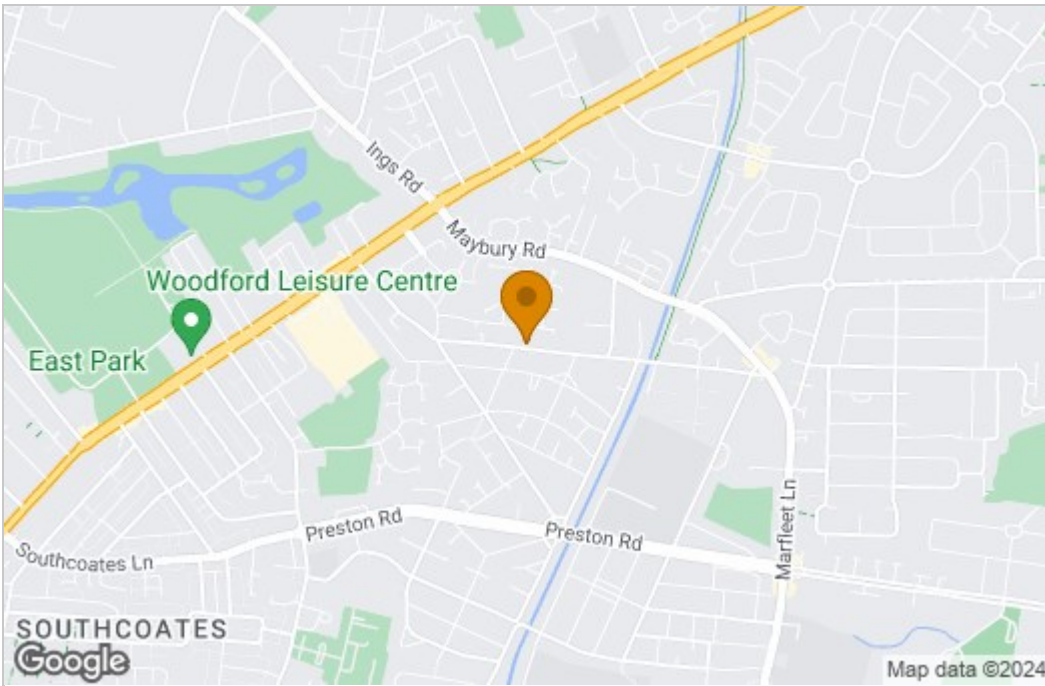 Ings Rd
Maybury Rd
Woodford Leisure Centre
East Park
Preston Rd
Preston Rd
Southcoates Ln
Marfleet Ln
SOUTHCOATES
Google
Map data ©2024